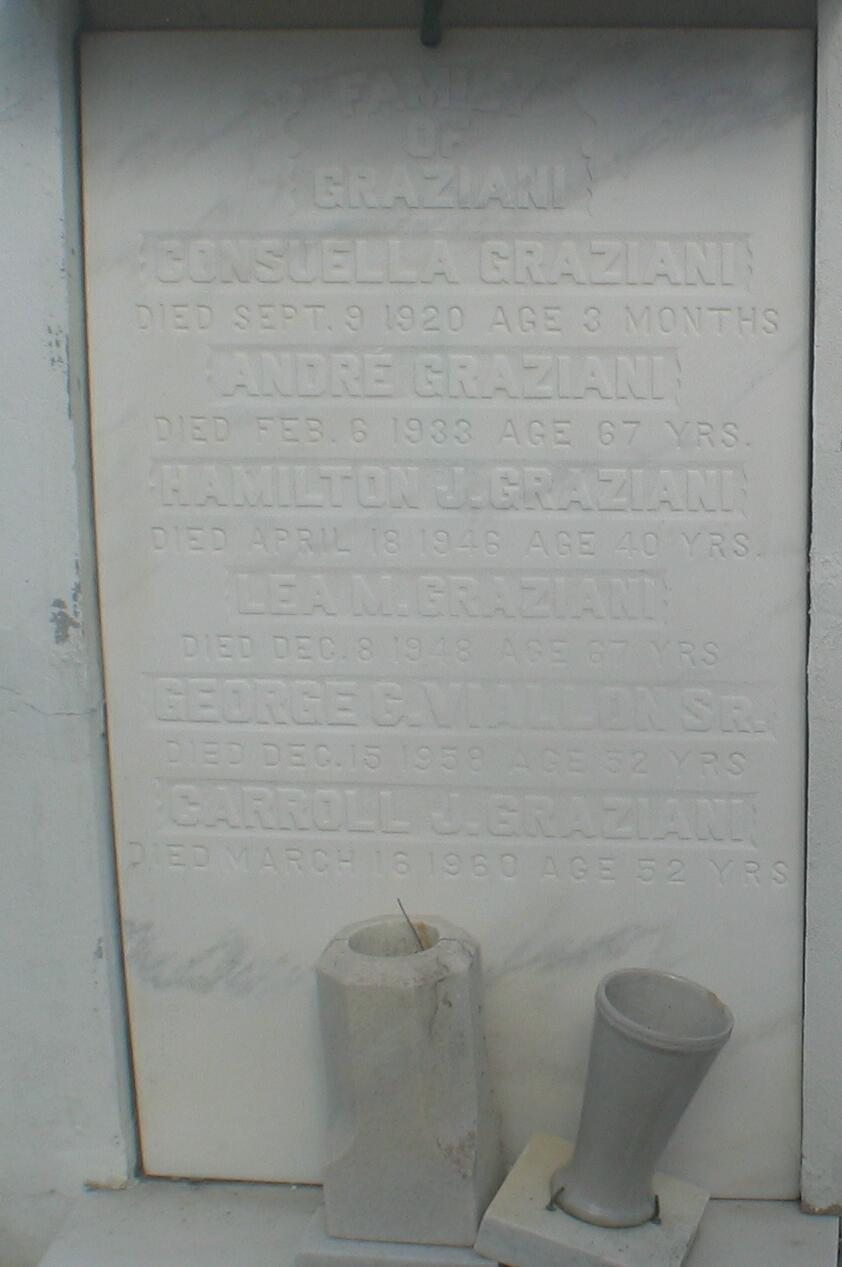 FAMILY
OF
GRAZIANI
CONSUELLA GRAZIANI
DIED SEPT. 9 1920 AGE 3 MONTHS
ANDRÉ GRAZIANI
DIED FEB. 6 1933 AGE 67 YRS.
HAMILTON J. GRAZIANI
DIED APRIL 18 1946 AGE 40 YRS.
LEA M. GRAZIANI
DIED DEC. 8 1948 AGE 67 YRS
GEORGE C. VIALLON SR.
DIED DEC. 15 1958 AGE 52 YRS
CARROLL J. GRAZIANI
DIED MARCH 16 1960 AGE 52 YRS